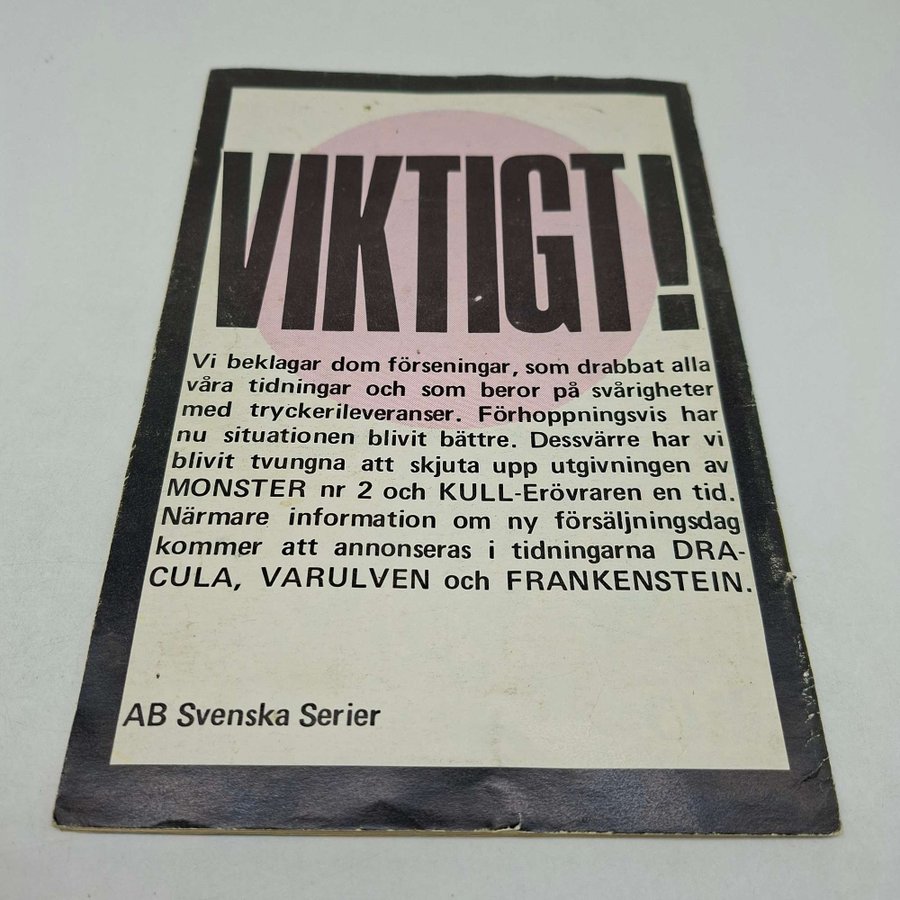 VIKTIGT!
Vi beklagar dom förseningar, som drabbat alla
våra tidningar och som beror på svårigheter
med tryckerileveranser. Förhoppningsvis har
nu situationen blivit bättre. Dessvärre har vi
blivit tvungna att skjuta upp utgivningen av
MONSTER nr 2 och KULL-Erövraren en tid.
Närmare information om ny försäljningsdag
kommer att annonseras i tidningarna DRA-
CULA, VARULVEN och FRANKENSTEIN.
AB Svenska Serier